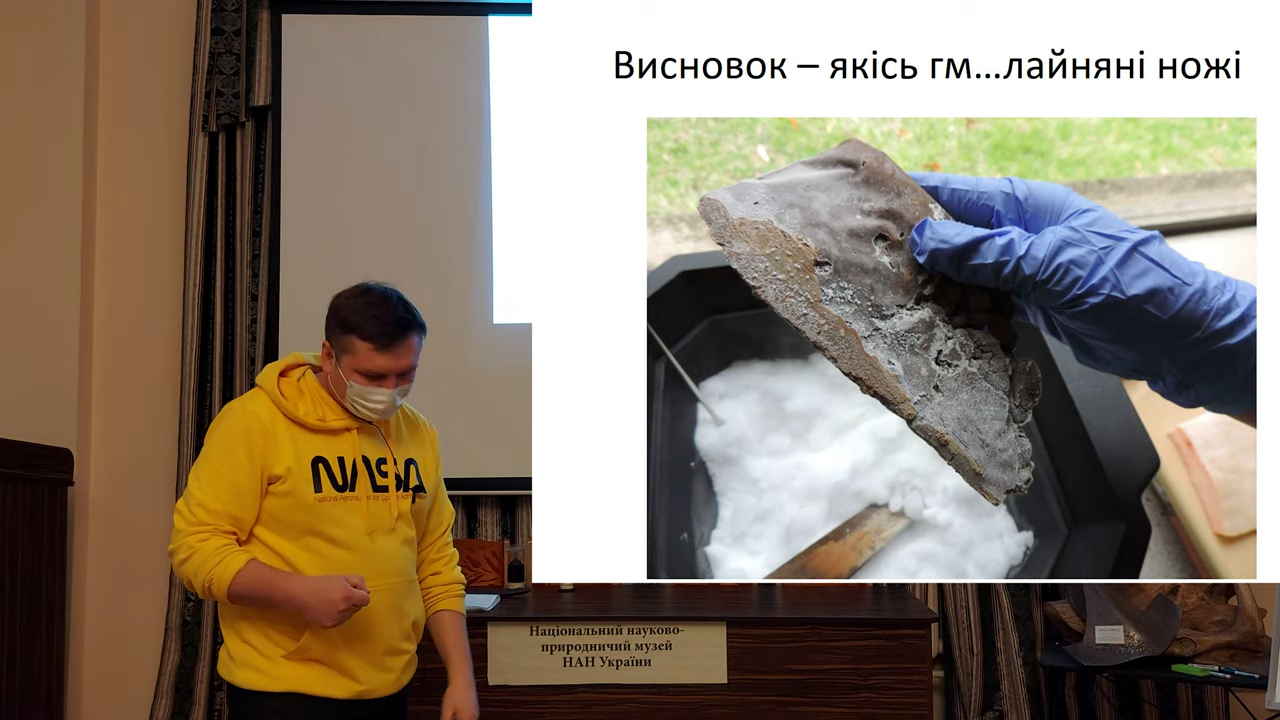 Висновок – якісь гм...лайняні ножі
NASA
Національний науково-
природничий музей
НАН України